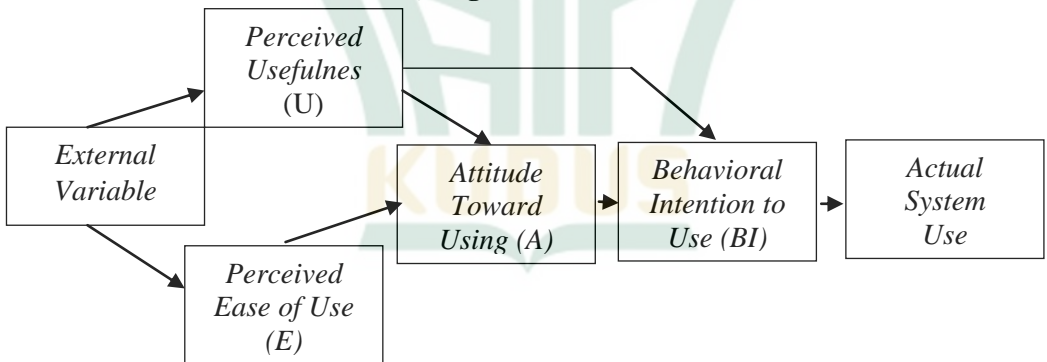 Perceived
Usefulnes
(U)
External
Variable
Attitude
Toward
Using (A)
Behavioral
Intention to
Use (BI)
Actual
System
Use
Perceived
Ease of Use
(E)
KUDUS